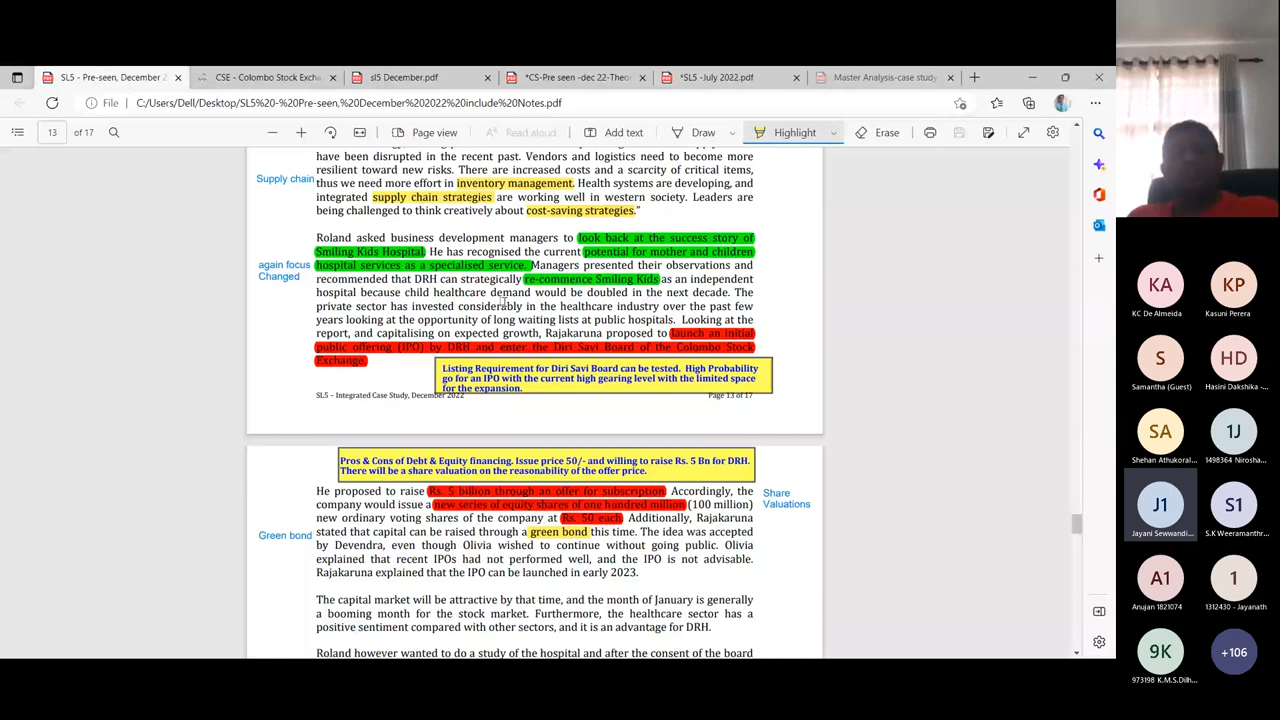 SL5 - Pre-seen, December
CSE - Colombo Stock Excha
sl5 December.pdf
*CS-Pre seen -dec 22-Theor
*SL5 -July 2022.pdf
Master Analysis-case study
File
C:/Users/Dell/Desktop/SL5%20-%20Pre-seen,%20December%202022%20include%20Notes.pdf
13 of 17
Page view
Read aloud
Add text
Draw
Highlight
Erase
have been disrupted in the recent past. Vendors and logistics need to become more
resilient toward new risks. There are increased costs and a scarcity of critical items,
Supply chain
thus we need more effort in inventory management. Health systems are developing, and
integrated supply chain strategies are working well in western society. Leaders are
being challenged to think creatively about cost-saving strategies."
Roland asked business development managers to look back at the success story of
Smiling Kids Hospital. He has recognised the current potential for mother and children
again focus
Changed
hospital services as a specialised service. Managers presented their observations and
recommended that DRH can strategically re-commence Smiling Kids as an independent
hospital because child healthcare demand would be doubled in the next decade. The
private sector has invested considerably in the healthcare industry over the past few
years looking at the opportunity of long waiting lists at public hospitals. Looking at the
report, and capitalising on expected growth, Rajakaruna proposed to launch an initial
public offering (IPO) by DRH and enter the Diri Savi Board of the Colombo Stock
Exchange.
Listing Requirement for Diri Savi Board can be tested. High Probability
go for an IPO with the current high gearing level with the limited space
for the expansion.
SL5 – Integrated Case Study, December 2022
Page 13 of 17
Pros & Cons of Debt & Equity financing. Issue price 50/- and willing to raise Rs. 5 Bn for DRH.
There will be a share valuation on the reasonability of the offer price.
He proposed to raise Rs. 5 billion through an offer for subscription. Accordingly, the
company would issue a new series of equity shares of one hundred million (100 million)
Share
Valuations
new ordinary voting shares of the company at Rs. 50 each. Additionally, Rajakaruna
Green bond
stated that capital can be raised through a green bond this time. The idea was accepted
by Devendra, even though Olivia wished to continue without going public. Olivia
explained that recent IPOs had not performed well, and the IPO is not advisable.
Rajakaruna explained that the IPO can be launched in early 2023.
The capital market will be attractive by that time, and the month of January is generally
a booming month for the stock market. Furthermore, the healthcare sector has a
positive sentiment compared with other sectors, and it is an advantage for DRH.
Roland however wanted to do a study of the hospital and after the consent of the board
KA
KC De Almeida
KP
Kasuni Perera
S
Samantha (Guest)
HD
Hasini Dakshika -...
SA
Shehan Athukoral...
1J
1498364 Nirosha...
J1
Jayani Sewwandi...
S1
S.K Weeramanthr...
A1
Anujan 1821074
1
1312430 - Jayanath
9K
973198 K.M.S.Dilh...
+106